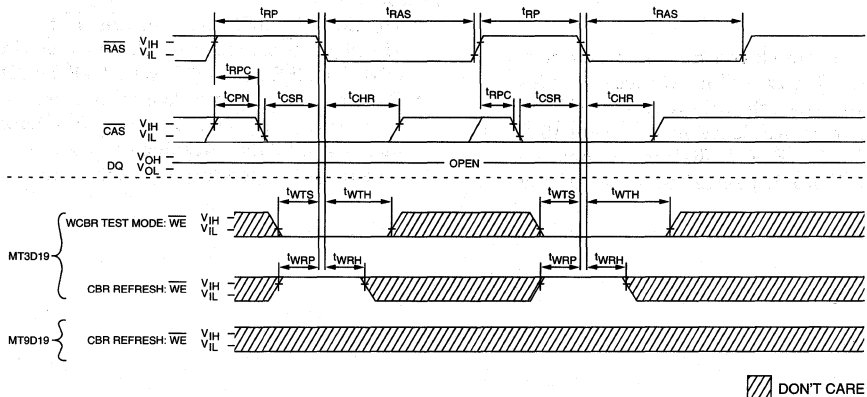 tRP tRAS tRP tRAS
RAS VIH
VIL
tRPC tRPC
tCPN tCSR tCHR tCSR tCHR
CAS VIH
VIL
DQ VOH
VOL
OPEN
tWTS tWTH tWTS tWTH
WCBR TEST MODE: WE VIH
VIL
MT3D19
tWRP tWRH tWRP tWRH
CBR REFRESH: WE VIH
VIL
MT9D19 CBR REFRESH: WE VIH
VIL
DON'T CARE